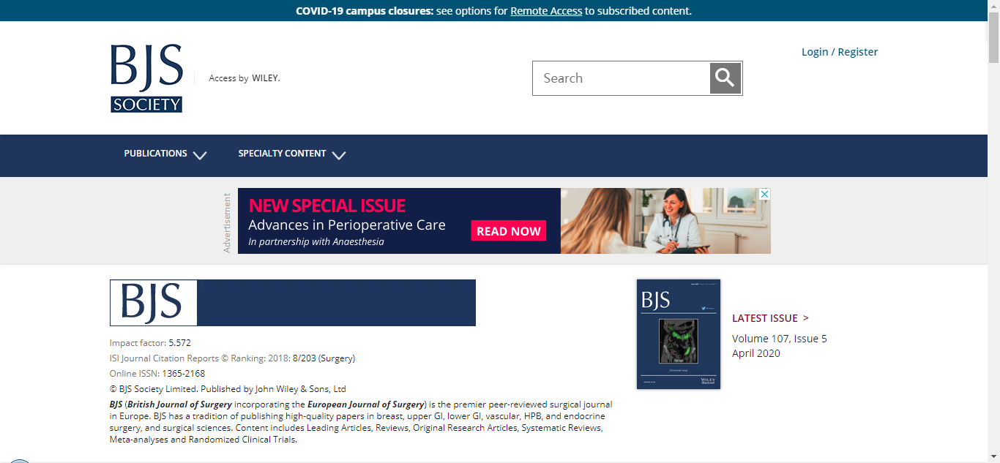 COVID-19 campus closures: see options for Remote Access to subscribed content.
BJS
SOCIETY
Access by WILEY.
Search
Login / Register
PUBLICATIONS
SPECIALTY CONTENT
Advertisement
NEW SPECIAL ISSUE
Advances in Perioperative Care
In partnership with Anaesthesia
READ NOW
BJS
Impact factor: 5.572
ISI Journal Citation Reports © Ranking: 2018: 8/203 (Surgery)
Online ISSN: 1365-2168
© BJS Society Limited. Published by John Wiley & Sons, Ltd
BJS (British Journal of Surgery incorporating the European Journal of Surgery) is the premier peer-reviewed surgical journal
in Europe. BJS has a tradition of publishing high-quality papers in breast, upper GI, lower GI, vascular, HPB, and endocrine
surgery, and surgical sciences. Content includes Leading Articles, Reviews, Original Research Articles, Systematic Reviews,
Meta-analyses and Randomized Clinical Trials.
BJS
WILEY
LATEST ISSUE >
Volume 107, Issue 5
April 2020